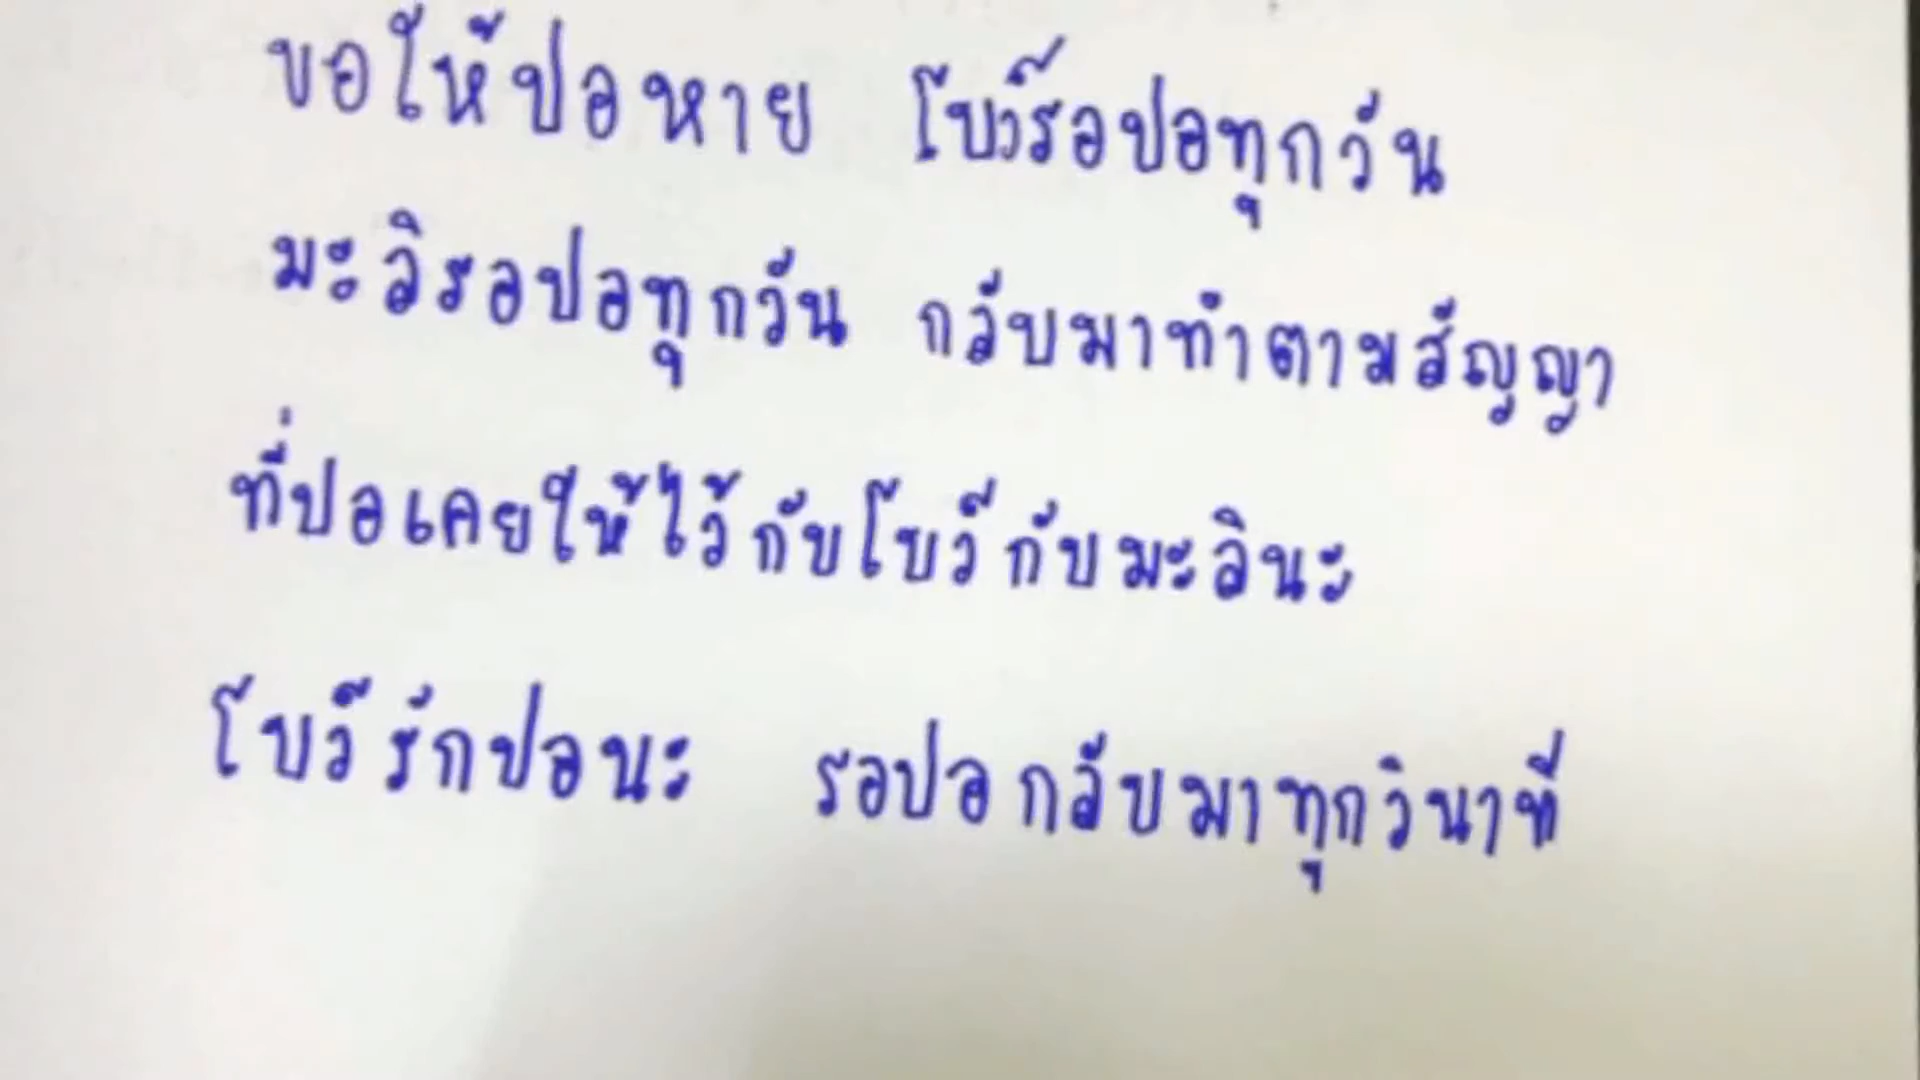 ขอให้ปอหาย โบว์รอปอทุกวัน
มะลิรอปอทุกวัน กลับมาทำตามสัญญา
ที่ปอเคยให้ไว้กับโบว์กับมะลินะ
โบว์รักปอนะ รอปอกลับมาทุกวินาที